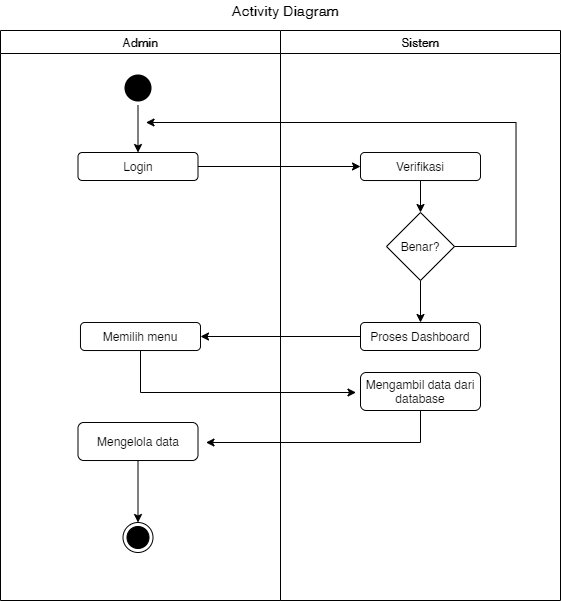 Activity Diagram
Admin
Sistem
Login
Verifikasi
Benar?
Memilih menu
Proses Dashboard
Mengambil data dari
database
Mengelola data